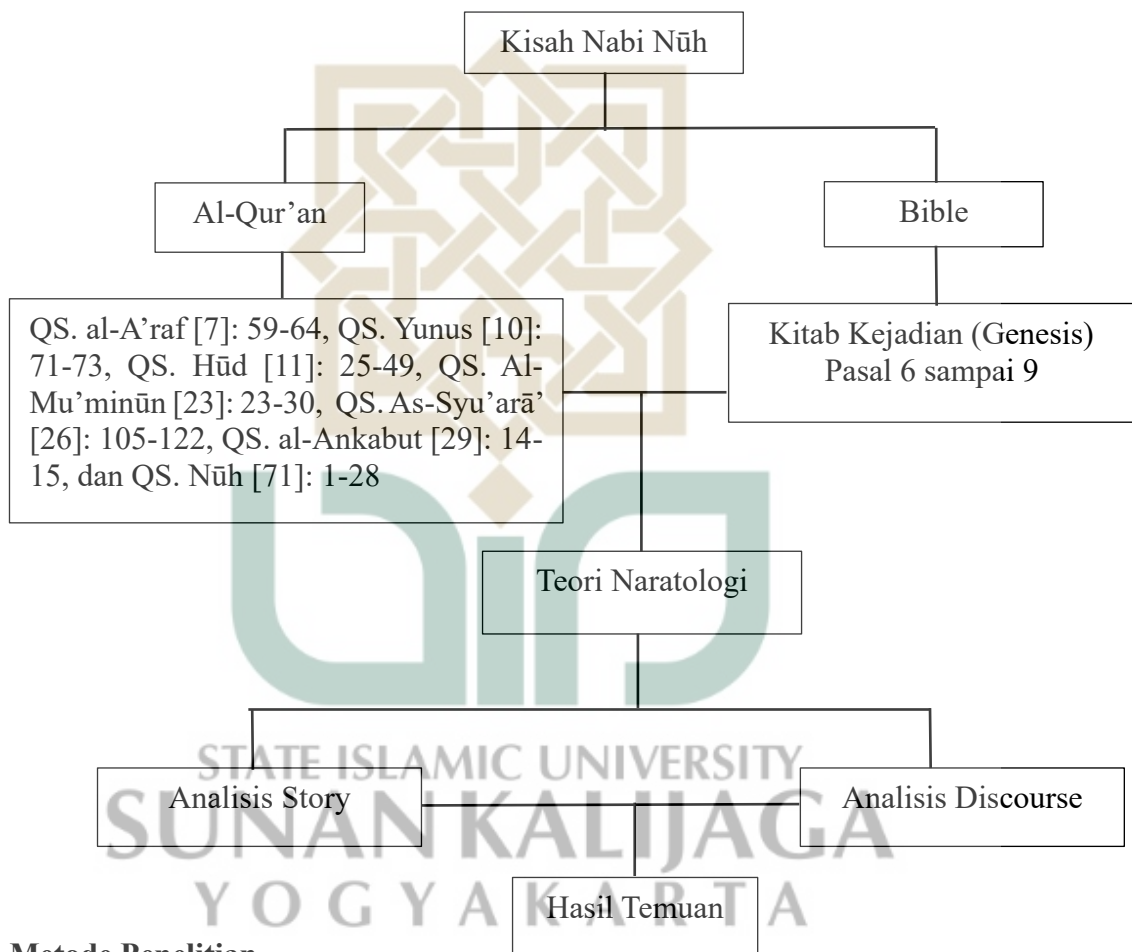 Kisah Nabi Nūh
Al-Qur’an
Bible
QS. al-A’raf [7]: 59-64, QS. Yunus [10]:
71-73, QS. Hūd [11]: 25-49, QS. Al-
Mu’minūn [23]: 23-30, QS. As-Syu’arā’
[26]: 105-122, QS. al-Ankabut [29]: 14-
15, dan QS. Nūh [71]: 1-28
Kitab Kejadian (Genesis)
Pasal 6 sampai 9
Teori Naratologi
STATE ISLAMIC UNIVERSITY
Analisis Story
Analisis Discourse
SUNAN KALIJAGA
Hasil Temuan
YOGYAKARTA
Metode Penelitian